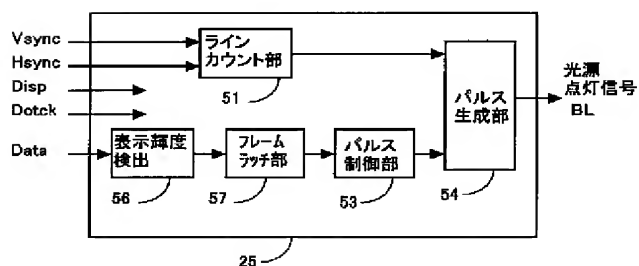 Vsync
Hsync
Disp
Dotck
Data
ライン
カウント部
51
表示輝度
検出
56
フレーム
ラッチ部
57
パルス
制御部
53
パルス
生成部
54
光源
点灯信号
BL
25